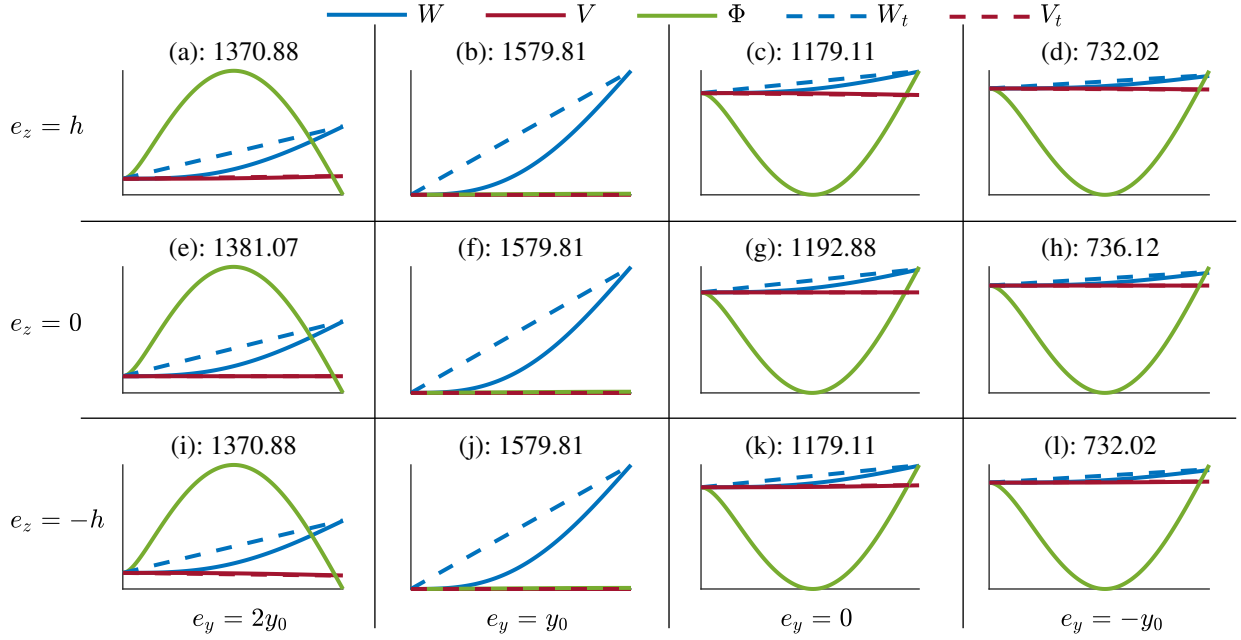 W V Φ W_t V_t
(a): 1370.88 (b): 1579.81 (c): 1179.11 (d): 732.02
e_z = h
(e): 1381.07 (f): 1579.81 (g): 1192.88 (h): 736.12
e_z = 0
(i): 1370.88 (j): 1579.81 (k): 1179.11 (l): 732.02
e_z = −h
e_y = 2y_0 e_y = y_0 e_y = 0 e_y = −y_0